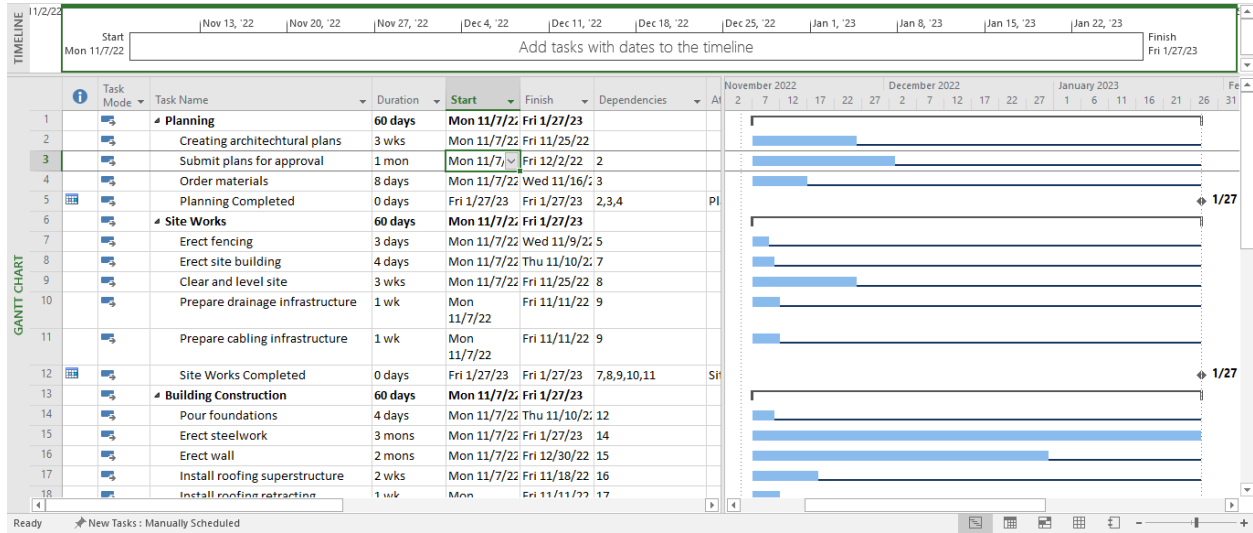 11/2/22
Nov 13, '22 Nov 20, '22 Nov 27, '22 Dec 4, '22 Dec 11, '22 Dec 18, '22 Dec 25, '22 Jan 1, '23 Jan 8, '23 Jan 15, '23 Jan 22, '23
TIMELINE
Start
Mon 11/7/22
Add tasks with dates to the timeline
Finish
Fri 1/27/23
GANTT CHART
Task Mode Task Name Duration Start Finish Dependencies
November 2022 December 2022 January 2023 Fe
2 7 12 17 22 27 2 7 12 17 22 27 1 6 11 16 21 26 31
1 Planning 60 days Mon 11/7/22 Fri 1/27/23
2 Creating architechtural plans 3 wks Mon 11/7/22 Fri 11/25/22
3 Submit plans for approval 1 mon Mon 11/7/ Fri 12/2/22 2
4 Order materials 8 days Mon 11/7/22 Wed 11/16/2 3
5 Planning Completed 0 days Fri 1/27/23 Fri 1/27/23 2,3,4 Pl 1/27
6 Site Works 60 days Mon 11/7/22 Fri 1/27/23
7 Erect fencing 3 days Mon 11/7/22 Wed 11/9/22 5
8 Erect site building 4 days Mon 11/7/22 Thu 11/10/22 7
9 Clear and level site 3 wks Mon 11/7/22 Fri 11/25/22 8
10 Prepare drainage infrastructure 1 wk Mon 11/7/22 Fri 11/11/22 9
11 Prepare cabling infrastructure 1 wk Mon 11/7/22 Fri 11/11/22 9
12 Site Works Completed 0 days Fri 1/27/23 Fri 1/27/23 7,8,9,10,11 Sit 1/27
13 Building Construction 60 days Mon 11/7/22 Fri 1/27/23
14 Pour foundations 4 days Mon 11/7/22 Thu 11/10/22 12
15 Erect steelwork 3 mons Mon 11/7/22 Fri 1/27/23 14
16 Erect wall 2 mons Mon 11/7/22 Fri 12/30/22 15
17 Install roofing superstructure 2 wks Mon 11/7/22 Fri 11/18/22 16
18 Install roofing retracting 1 wk Mon Fri 11/11/22 17
Ready New Tasks : Manually Scheduled